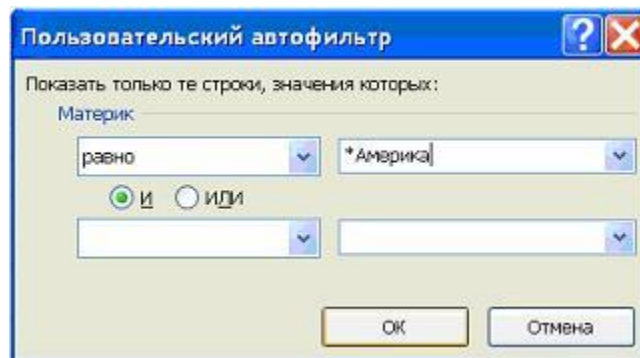 Пользовательский автофильтр
Показать только те строки, значения которых:
Материк
равно *Америка
И ИЛИ
ОК Отмена